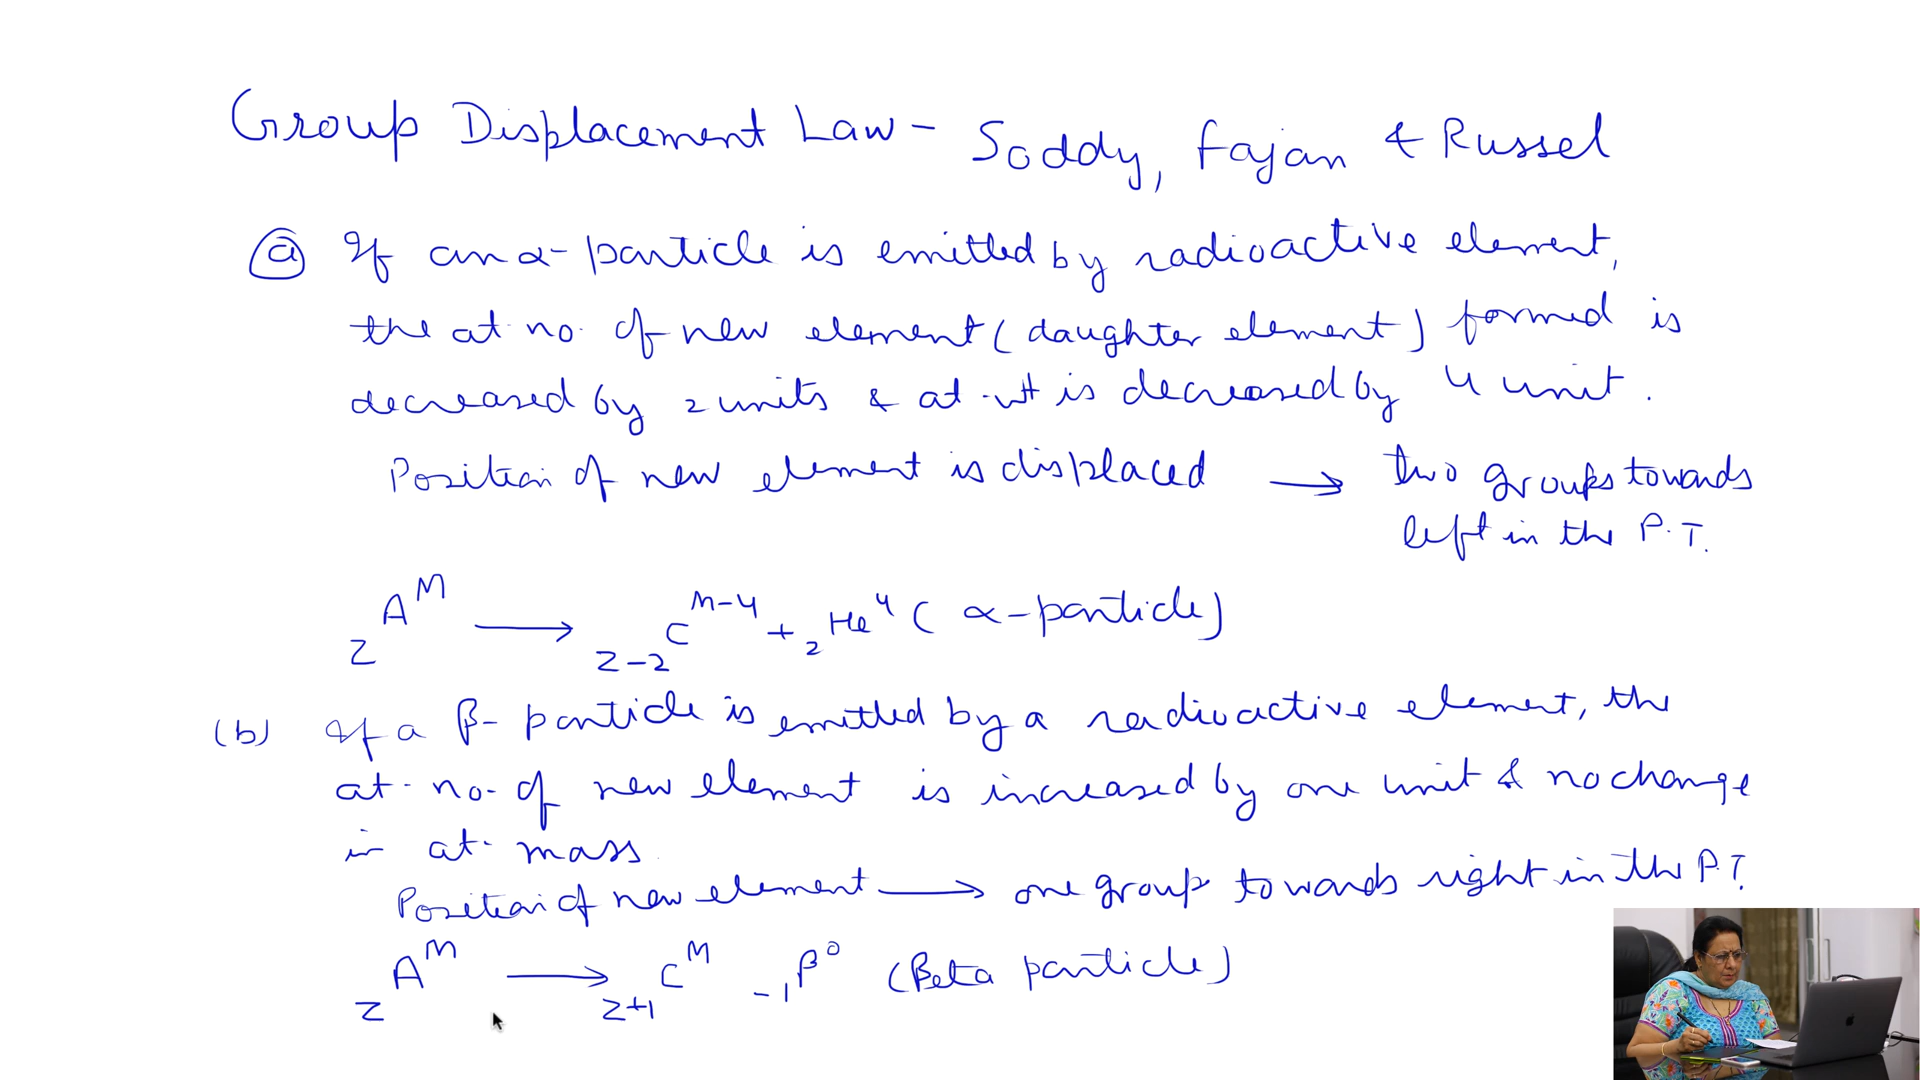 Group Displacement Law - Soddy, Fajan & Russel
(a) If an α- particle is emitted by radioactive element,
the at no. of new element (daughter element) formed is
decreased by 2 units & at. wt is decreased by 4 unit.
Position of new element is displaced → two groups towards
left in the P.T.
zA^M → z-2C^M-4 + 2He^4 (α-particle)
(b) If a β- particle is emitted by a radioactive element, the
at. no. of new element is increased by one unit & no change
in at. mass
Position of new element → one group towards right in the P.T.
zA^M → z+1C^M -1β^0 (Beta particle)